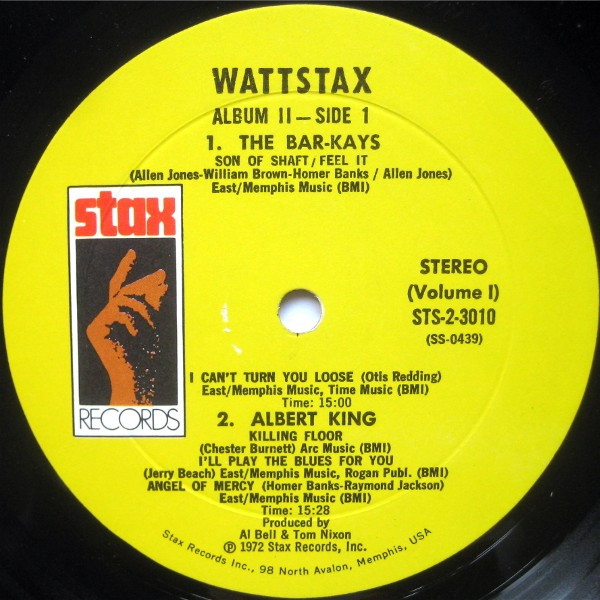 WATTSTAX
ALBUM II — SIDE 1
1. THE BAR-KAYS
SON OF SHAFT / FEEL IT
(Allen Jones-William Brown-Homer Banks / Allen Jones)
East/Memphis Music (BMI)
stax
RECORDS
STEREO
(Volume I)
STS-2-3010
(SS-0439)
I CAN'T TURN YOU LOOSE (Otis Redding)
East/Memphis Music, Time Music (BMI)
Time: 15:00
2. ALBERT KING
KILLING FLOOR
(Chester Burnett) Arc Music (BMI)
I'LL PLAY THE BLUES FOR YOU
(Jerry Beach) East/Memphis Music, Rogan Publ. (BMI)
ANGEL OF MERCY (Homer Banks-Raymond Jackson)
East/Memphis Music (BMI)
Time: 15:28
Produced by
Al Bell & Tom Nixon
℗ 1972 Stax Records, Inc.
Stax Records Inc., 98 North Avalon, Memphis, USA